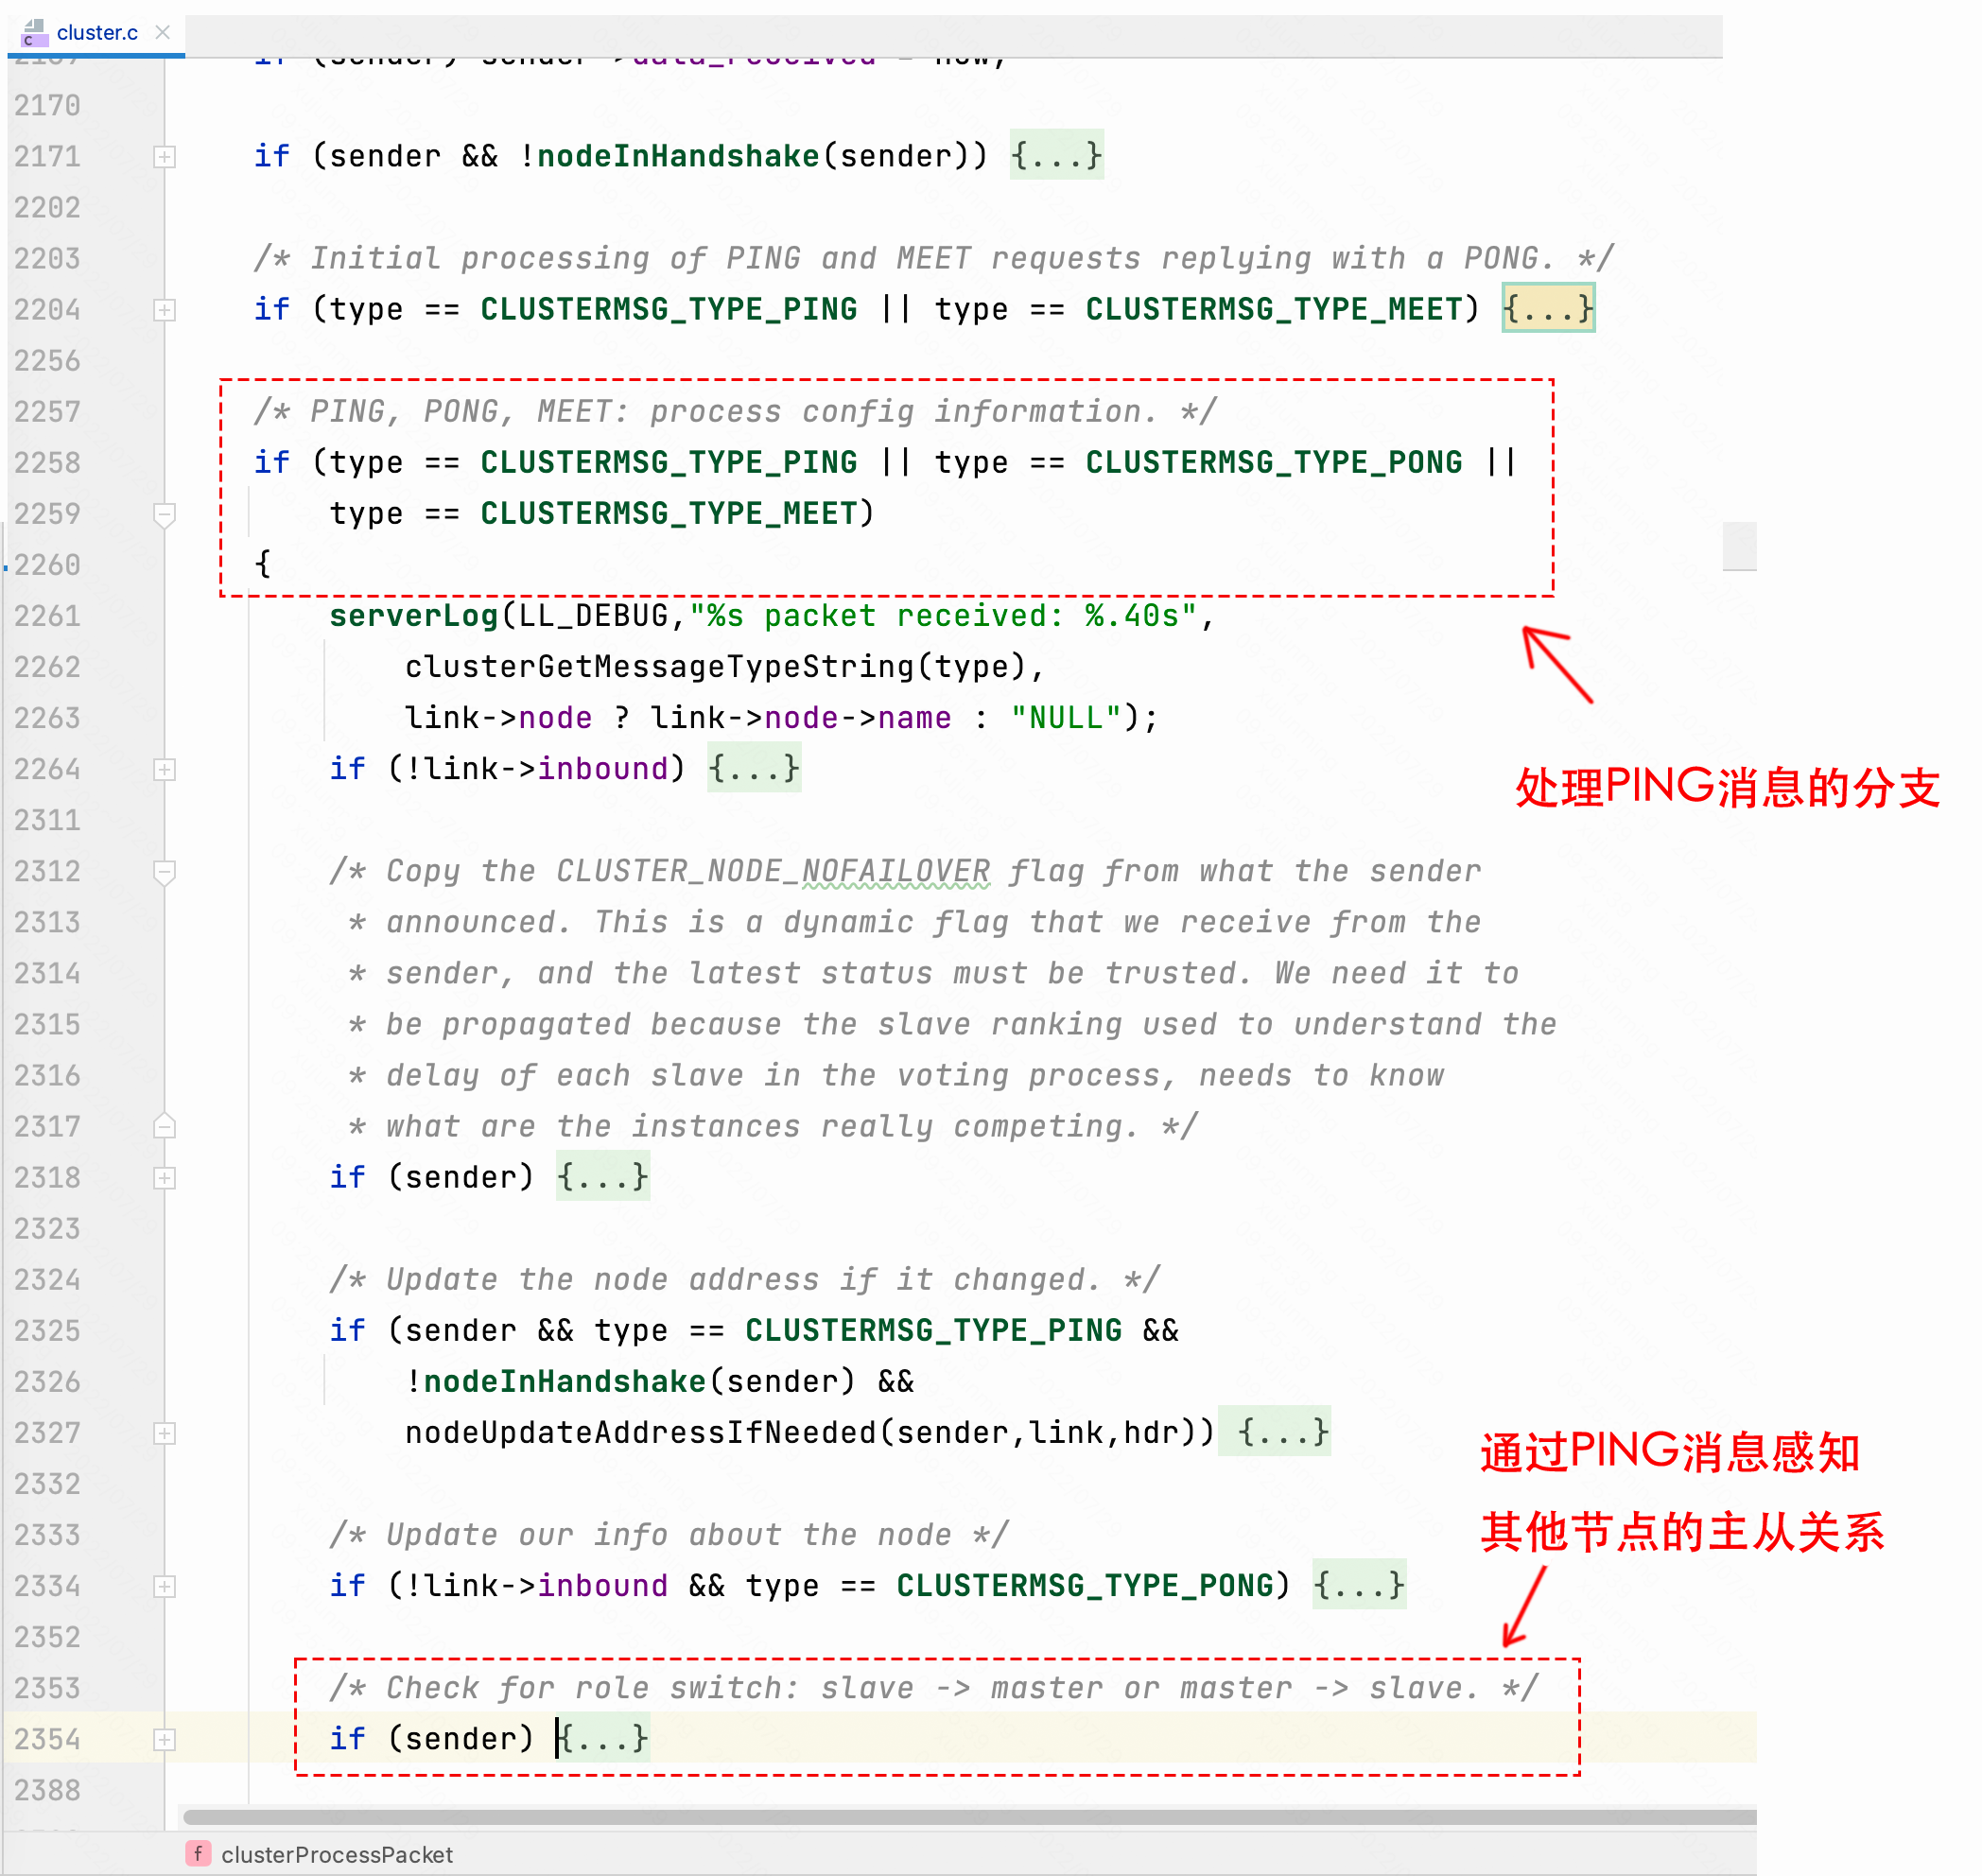 cluster.c
2170
2171 if (sender && !nodeInHandshake(sender)) {...}
2202
2203 /* Initial processing of PING and MEET requests replying with a PONG. */
2204 if (type == CLUSTERMSG_TYPE_PING || type == CLUSTERMSG_TYPE_MEET) {...}
2256
2257 /* PING, PONG, MEET: process config information. */
2258 if (type == CLUSTERMSG_TYPE_PING || type == CLUSTERMSG_TYPE_PONG ||
2259 type == CLUSTERMSG_TYPE_MEET)
2260 {
2261 serverLog(LL_DEBUG,"%s packet received: %.40s",
2262 clusterGetMessageTypeString(type),
2263 link->node ? link->node->name : "NULL");
2264 if (!link->inbound) {...}
处理PING消息的分支
2311
2312 /* Copy the CLUSTER_NODE_NOFAILOVER flag from what the sender
2313 * announced. This is a dynamic flag that we receive from the
2314 * sender, and the latest status must be trusted. We need it to
2315 * be propagated because the slave ranking used to understand the
2316 * delay of each slave in the voting process, needs to know
2317 * what are the instances really competing. */
2318 if (sender) {...}
2323
2324 /* Update the node address if it changed. */
2325 if (sender && type == CLUSTERMSG_TYPE_PING &&
2326 !nodeInHandshake(sender) &&
2327 nodeUpdateAddressIfNeeded(sender,link,hdr)) {...}
通过PING消息感知
其他节点的主从关系
2332
2333 /* Update our info about the node */
2334 if (!link->inbound && type == CLUSTERMSG_TYPE_PONG) {...}
2352
2353 /* Check for role switch: slave -> master or master -> slave. */
2354 if (sender) {...}
2388
f clusterProcessPacket